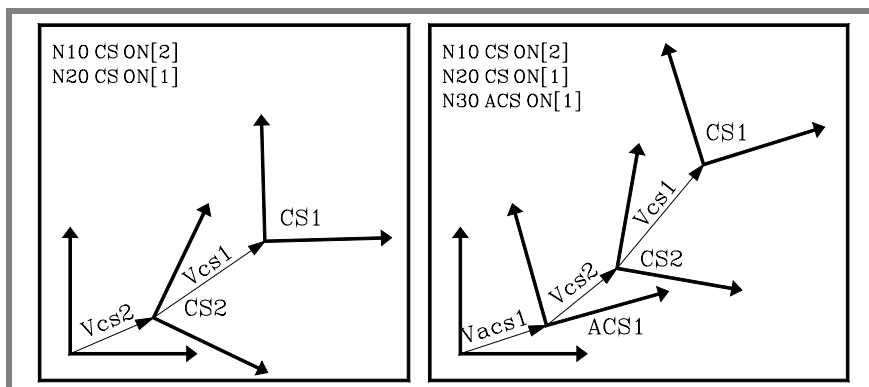 N10 CS ON[2]
N20 CS ON[1]
CS1
Vcs1
CS2
Vcs2
N10 CS ON[2]
N20 CS ON[1]
N30 ACS ON[1]
CS1
Vcs1
CS2
Vcs2
Vacs1
ACS1